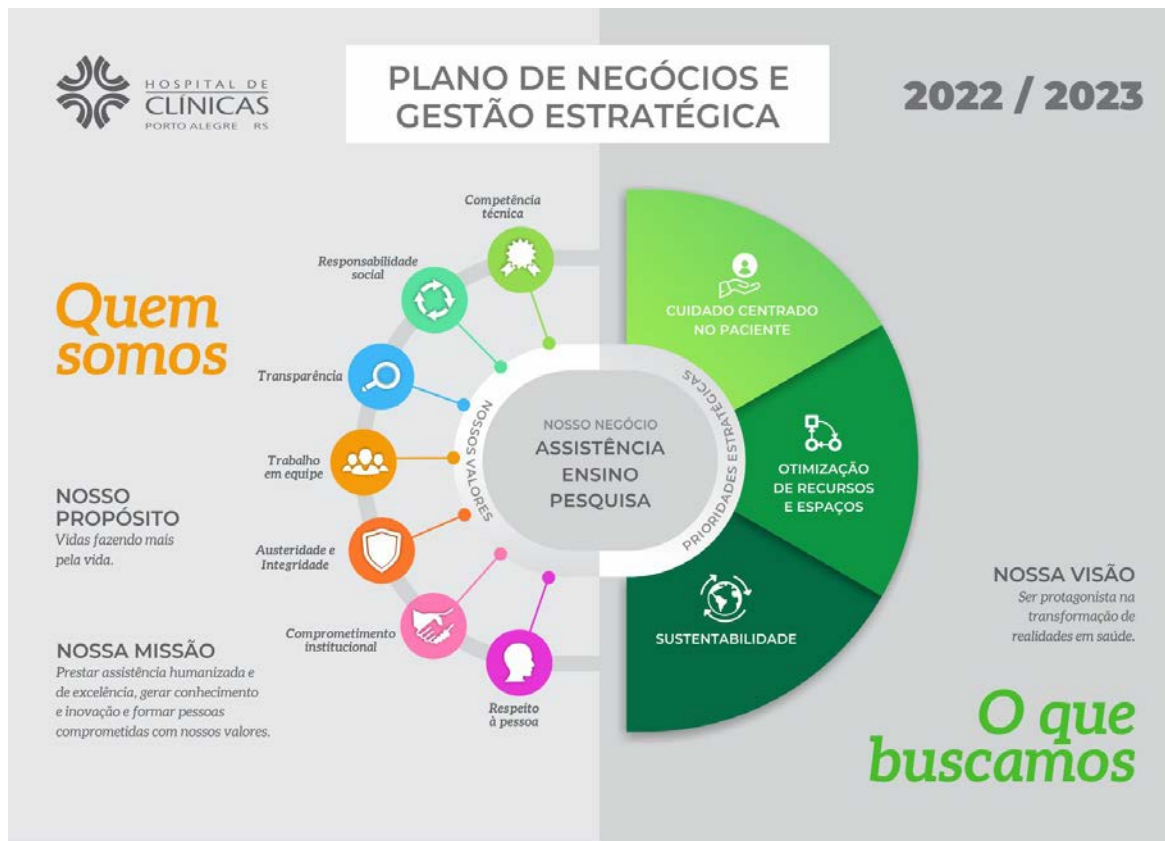 HOSPITAL DE
CLÍNICAS
PORTO ALEGRE RS
PLANO DE NEGÓCIOS E
GESTÃO ESTRATÉGICA
2022 / 2023
Quem
somos
NOSSO
PROPÓSITO
Vidas fazendo mais
pela vida.
NOSSA MISSÃO
Prestar assistência humanizada e
de excelência, gerar conhecimento
e inovação e formar pessoas
comprometidas com nossos valores.
Competência
técnica
Responsabilidade
social
Transparência
Trabalho
em equipe
Austeridade e
Integridade
Comprometimento
institucional
Respeito
à pessoa
NOSSOS VALORES
NOSSO NEGÓCIO
ASSISTÊNCIA
ENSINO
PESQUISA
PRIORIDADES ESTRATÉGICAS
CUIDADO CENTRADO
NO PACIENTE
OTIMIZAÇÃO
DE RECURSOS
E ESPAÇOS
SUSTENTABILIDADE
NOSSA VISÃO
Ser protagonista na
transformação de
realidades em saúde.
O que
buscamos